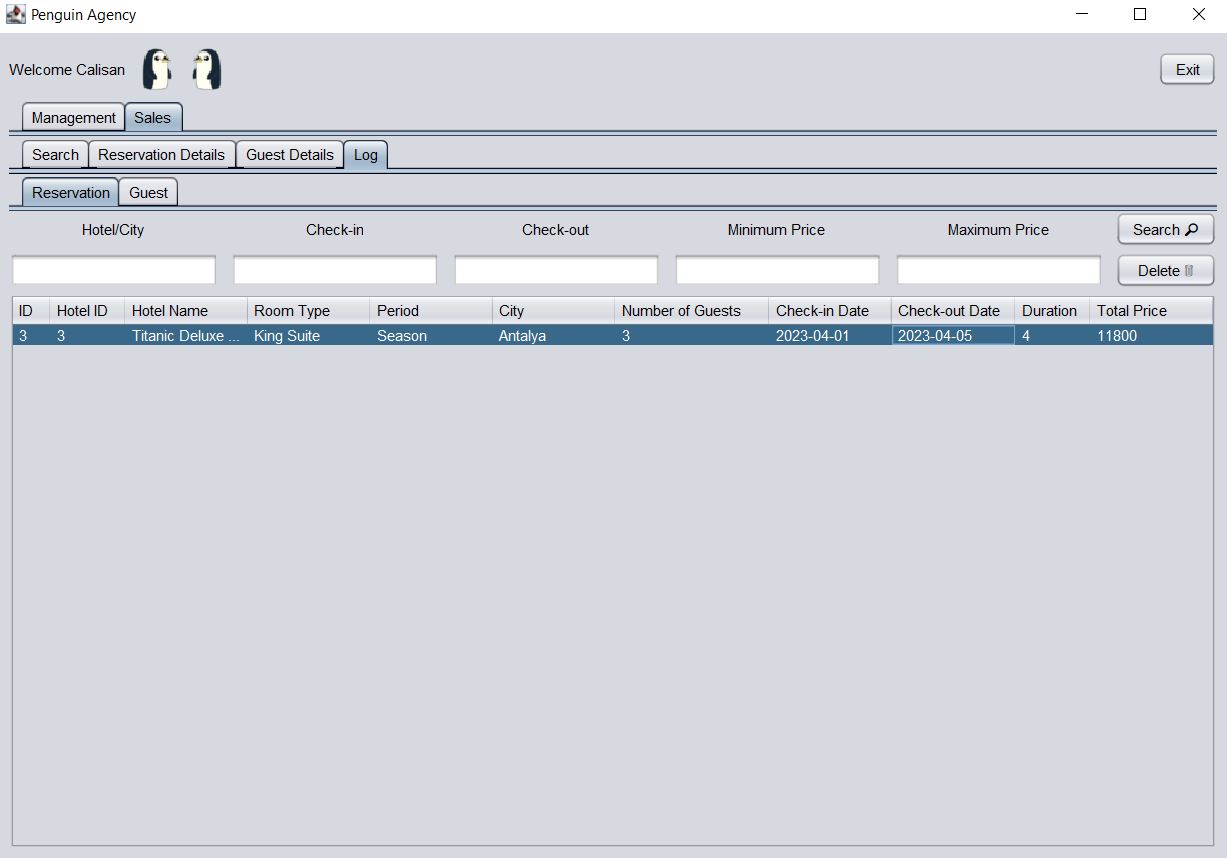 Penguin Agency
Welcome Calisan
Exit
Management Sales
Search Reservation Details Guest Details Log
Reservation Guest
Hotel/City Check-in Check-out Minimum Price Maximum Price Search
Delete
ID Hotel ID Hotel Name Room Type Period City Number of Guests Check-in Date Check-out Date Duration Total Price
3 3 Titanic Deluxe ... King Suite Season Antalya 3 2023-04-01 2023-04-05 4 11800